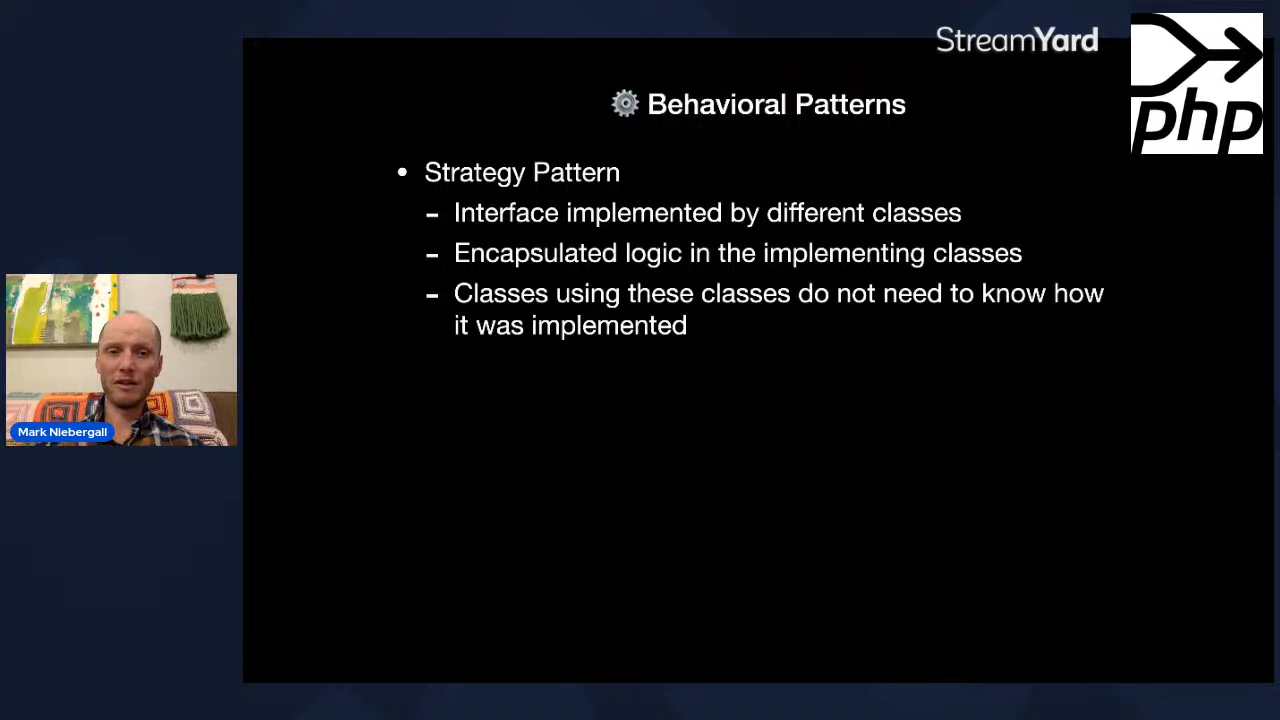 StreamYard
php
⚙ Behavioral Patterns
• Strategy Pattern
- Interface implemented by different classes
- Encapsulated logic in the implementing classes
- Classes using these classes do not need to know how
it was implemented
Mark Niebergall